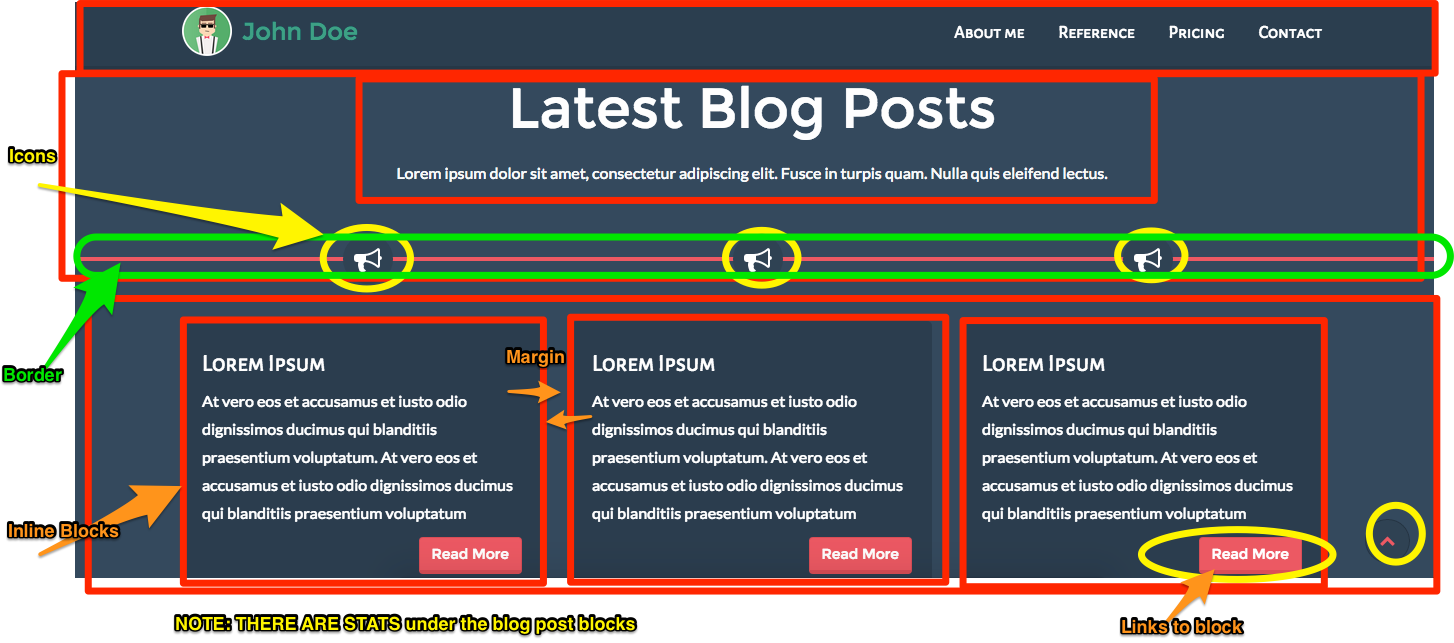 John Doe
About me Reference Pricing Contact
Latest Blog Posts
Icons
Lorem ipsum dolor sit amet, consectetur adipiscing elit. Fusce in turpis quam. Nulla quis eleifend lectus.
Border
Margin
Lorem Ipsum
At vero eos et accusamus et iusto odio
dignissimos ducimus qui blanditiis
praesentium voluptatum. At vero eos et
accusamus et iusto odio dignissimos ducimus
qui blanditiis praesentium voluptatum
Read More
Lorem Ipsum
At vero eos et accusamus et iusto odio
dignissimos ducimus qui blanditiis
praesentium voluptatum. At vero eos et
accusamus et iusto odio dignissimos ducimus
qui blanditiis praesentium voluptatum
Read More
Lorem Ipsum
At vero eos et accusamus et iusto odio
dignissimos ducimus qui blanditiis
praesentium voluptatum. At vero eos et
accusamus et iusto odio dignissimos ducimus
qui blanditiis praesentium voluptatum
Read More
Inline Blocks
NOTE: THERE ARE STATS under the blog post blocks
Links to block